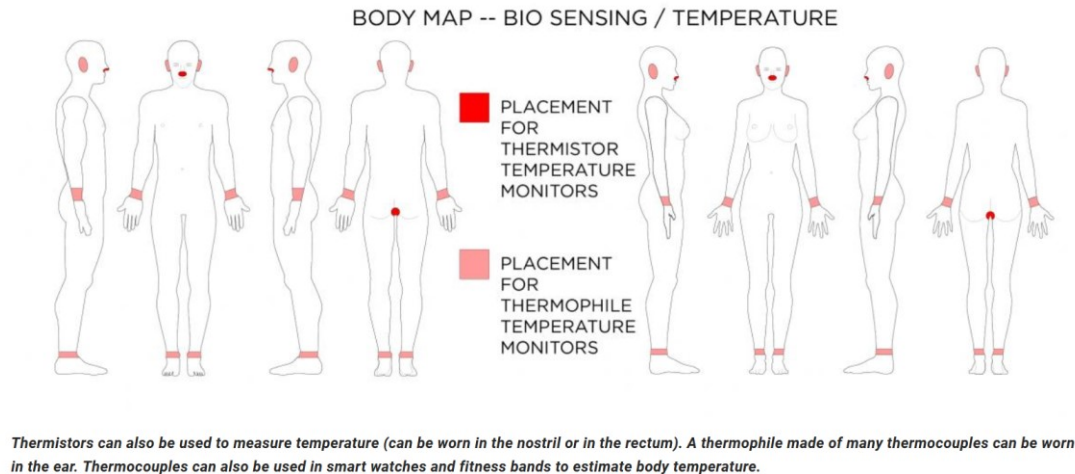 BODY MAP -- BIO SENSING / TEMPERATURE
PLACEMENT
FOR
THERMISTOR
TEMPERATURE
MONITORS
PLACEMENT
FOR
THERMOPHILE
TEMPERATURE
MONITORS
Thermistors can also be used to measure temperature (can be worn in the nostril or in the rectum). A thermophile made of many thermocouples can be worn
in the ear. Thermocouples can also be used in smart watches and fitness bands to estimate body temperature.